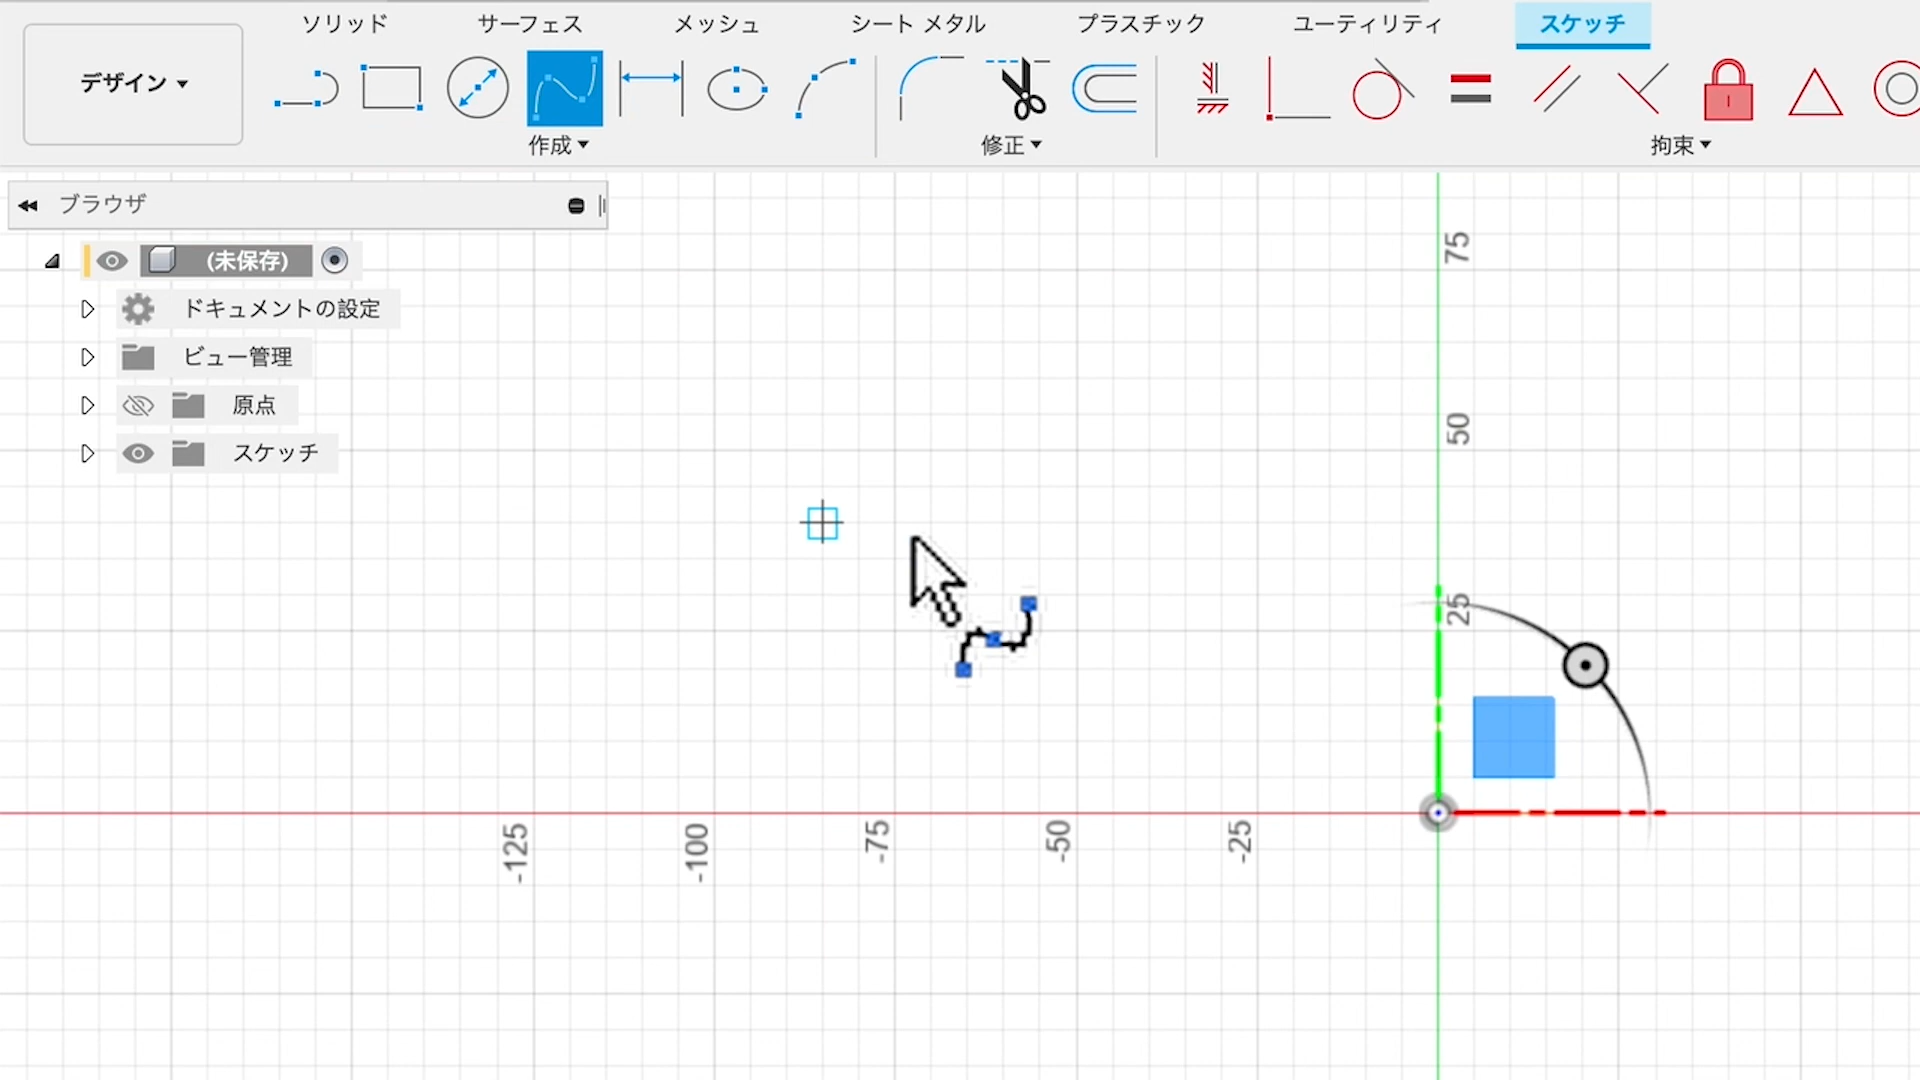 ソリッド サーフェス メッシュ シート メタル プラスチック ユーティリティ スケッチ
デザイン
作成 修正 拘束
ブラウザ
(未保存)
ドキュメントの設定
ビュー管理
原点
スケッチ
75
50
25
-125 -100 -75 -50 -25